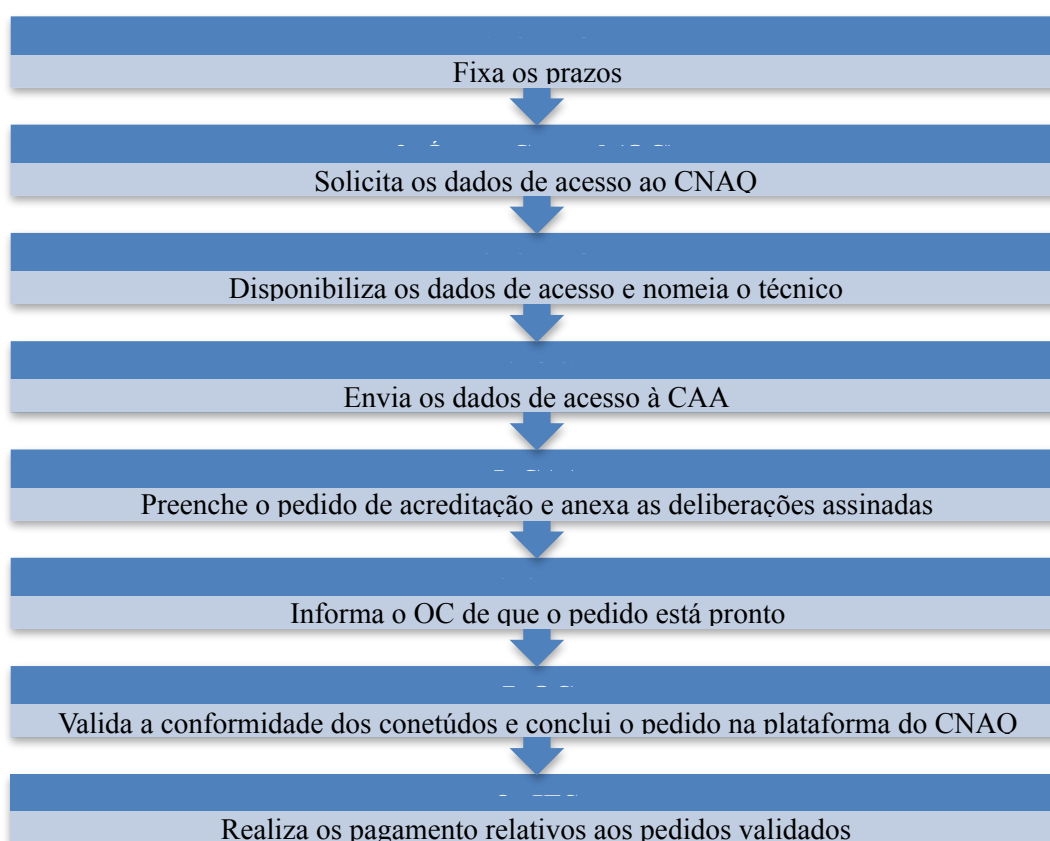 Fixa os prazos
Solicita os dados de acesso ao CNAQ
Disponibiliza os dados de acesso e nomeia o técnico
Envia os dados de acesso à CAA
Preenche o pedido de acreditação e anexa as deliberações assinadas
Informa o OC de que o pedido está pronto
Valida a conformidade dos conetúdos e conclui o pedido na plataforma do CNAQ
Realiza os pagamento relativos aos pedidos validados